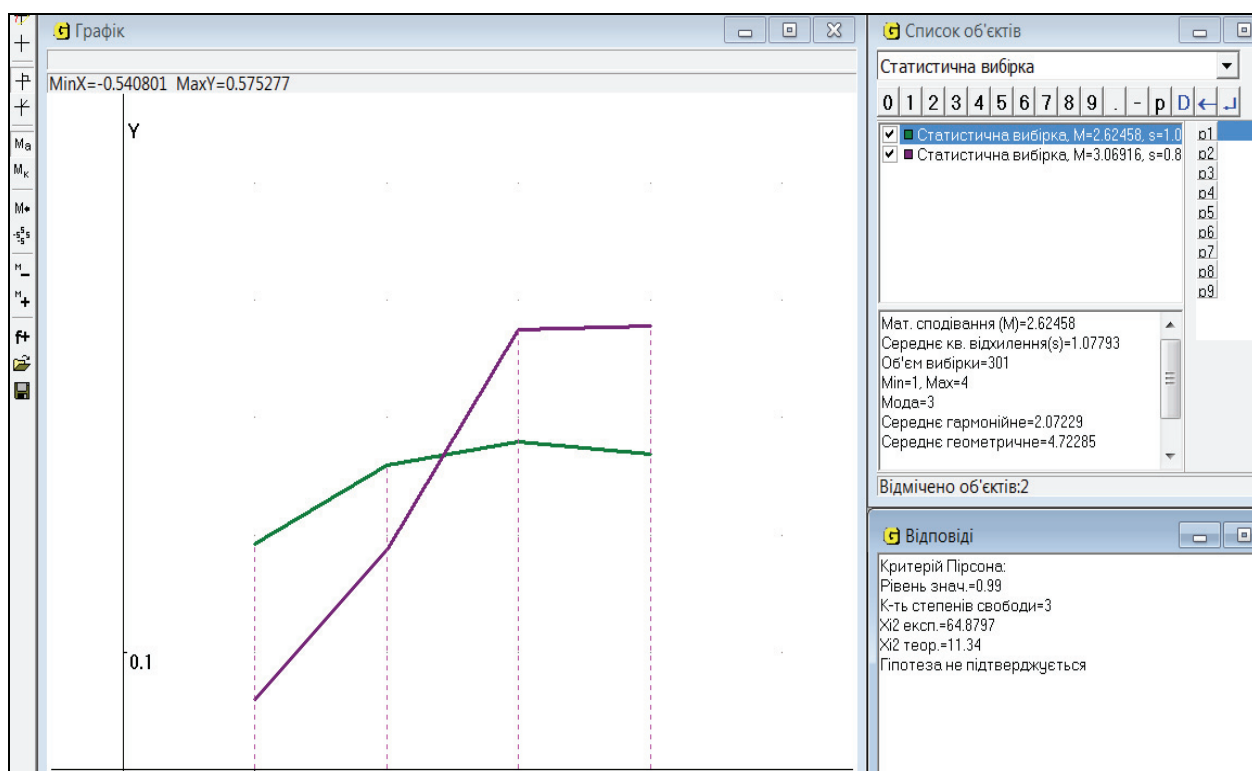 Графік
MinX=-0.540801 MaxY=0.575277
Y
0.1
Ma
Мк
M
-5 5 5
M
M
f+
Список об'єктів
Статистична вибірка
0 1 2 3 4 5 6 7 8 9 . - p D
Статистична вибірка, M=2.62458, s=1.0
Статистична вибірка, M=3.06916, s=0.8
p1
p2
p3
p4
p5
p6
p7
p8
p9
Мат. сподівання (M)=2.62458
Середнє кв. відхилення(s)=1.07793
Об'єм вибірки=301
Min=1, Max=4
Мода=3
Середнє гармонійне=2.07229
Середнє геометричне=4.72285
Відмічено об'єктів:2
Відповіді
Критерій Пірсона:
Рівень знач.=0.99
К-ть степенів свободи=3
Xi2 експ.=64.8797
Xi2 теор.=11.34
Гіпотеза не підтверджується